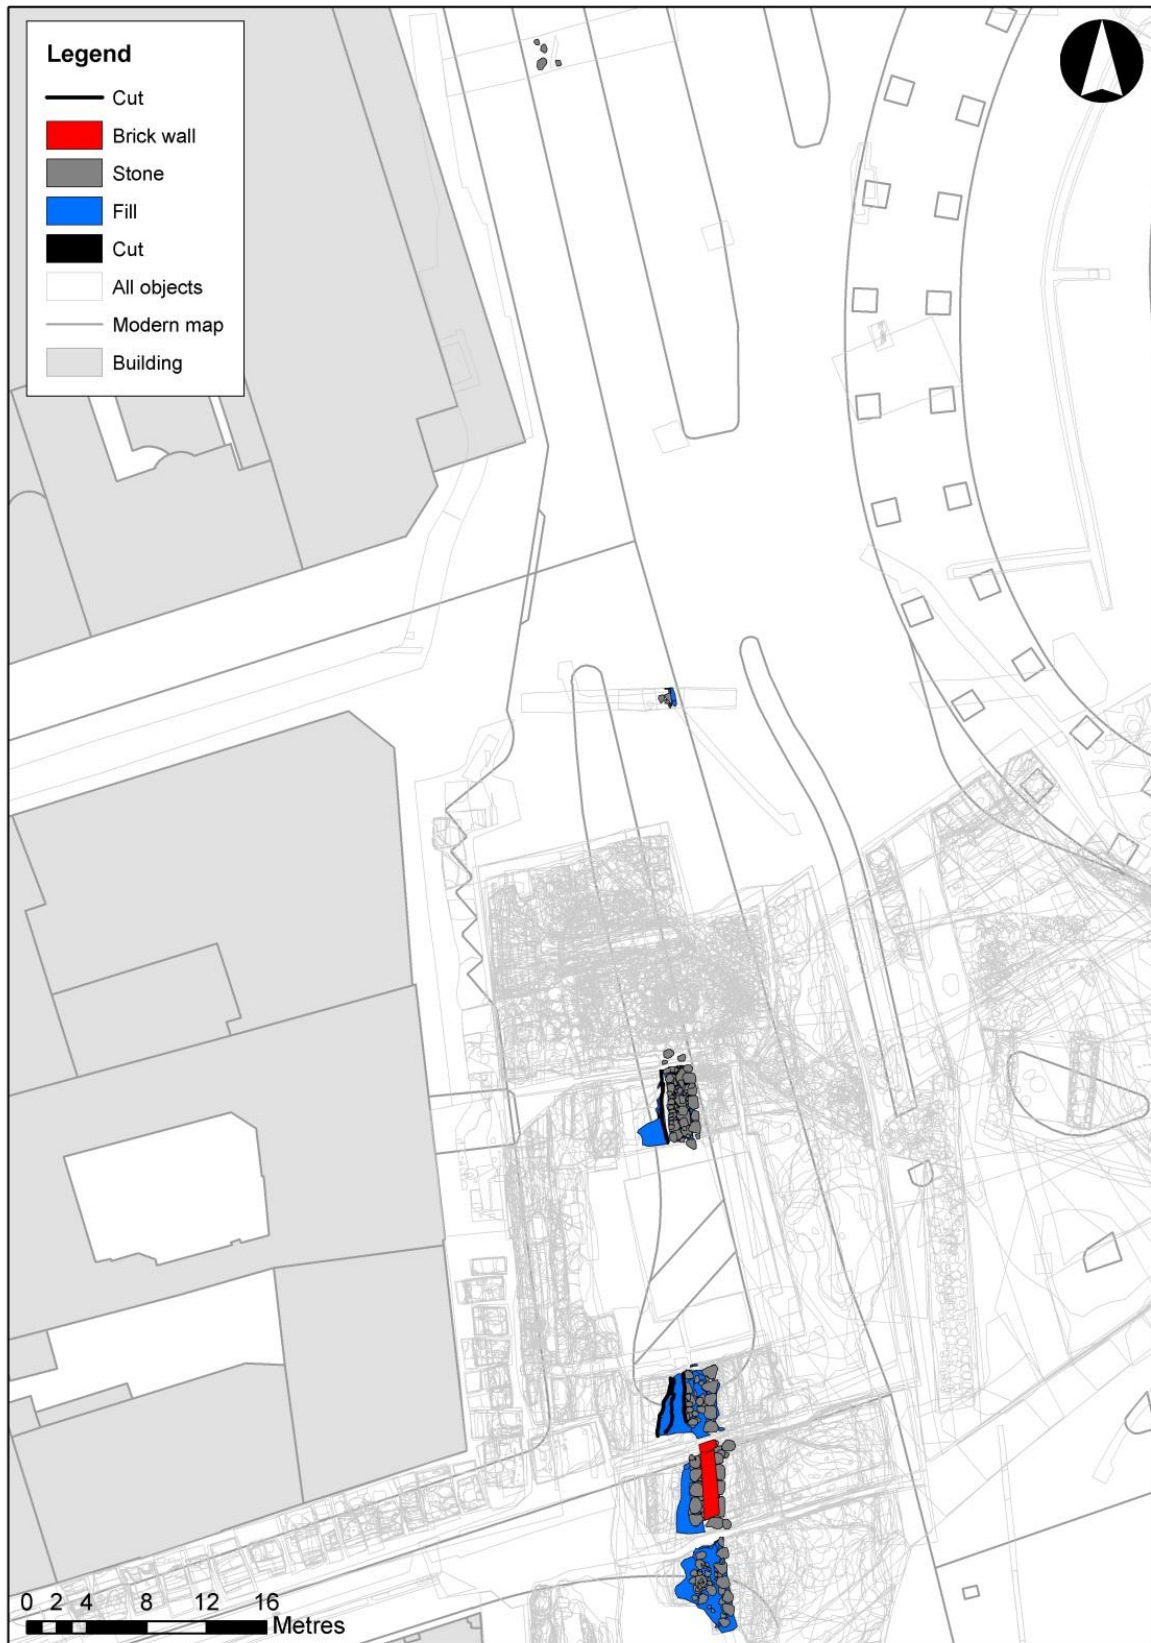 Legend
Cut
Brick wall
Stone
Fill
Cut
All objects
Modern map
Building
0 2 4 8 12 16
Metres